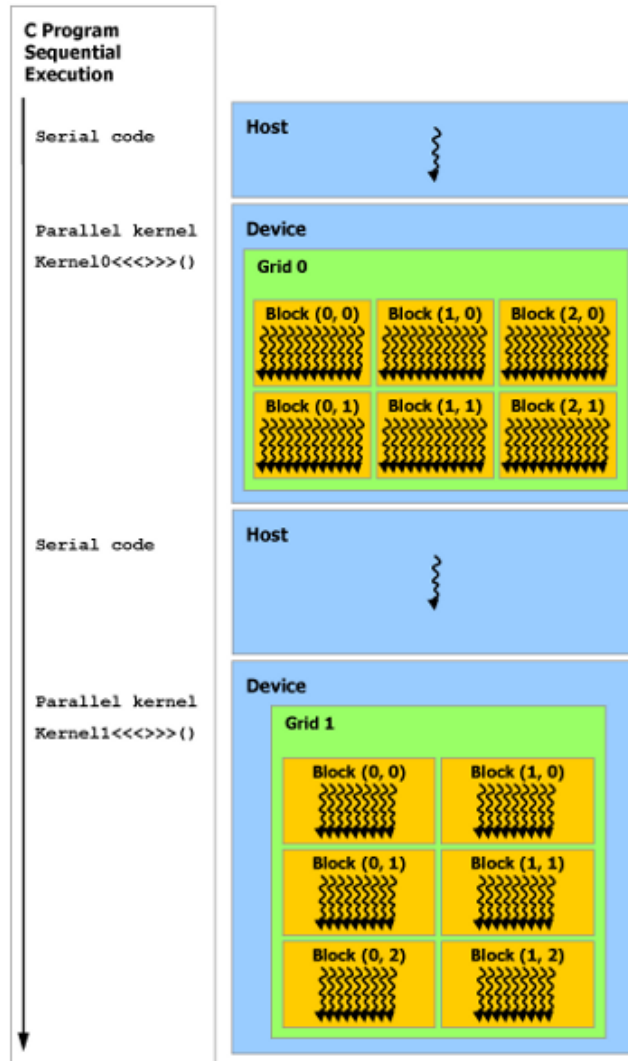 C Program
Sequential
Execution
Serial code
Host
Parallel kernel
Kernel0<<<>>>()
Device
Grid 0
Block (0, 0) Block (1, 0) Block (2, 0)
Block (0, 1) Block (1, 1) Block (2, 1)
Serial code
Host
Parallel kernel
Kernel1<<<>>>()
Device
Grid 1
Block (0, 0) Block (1, 0)
Block (0, 1) Block (1, 1)
Block (0, 2) Block (1, 2)